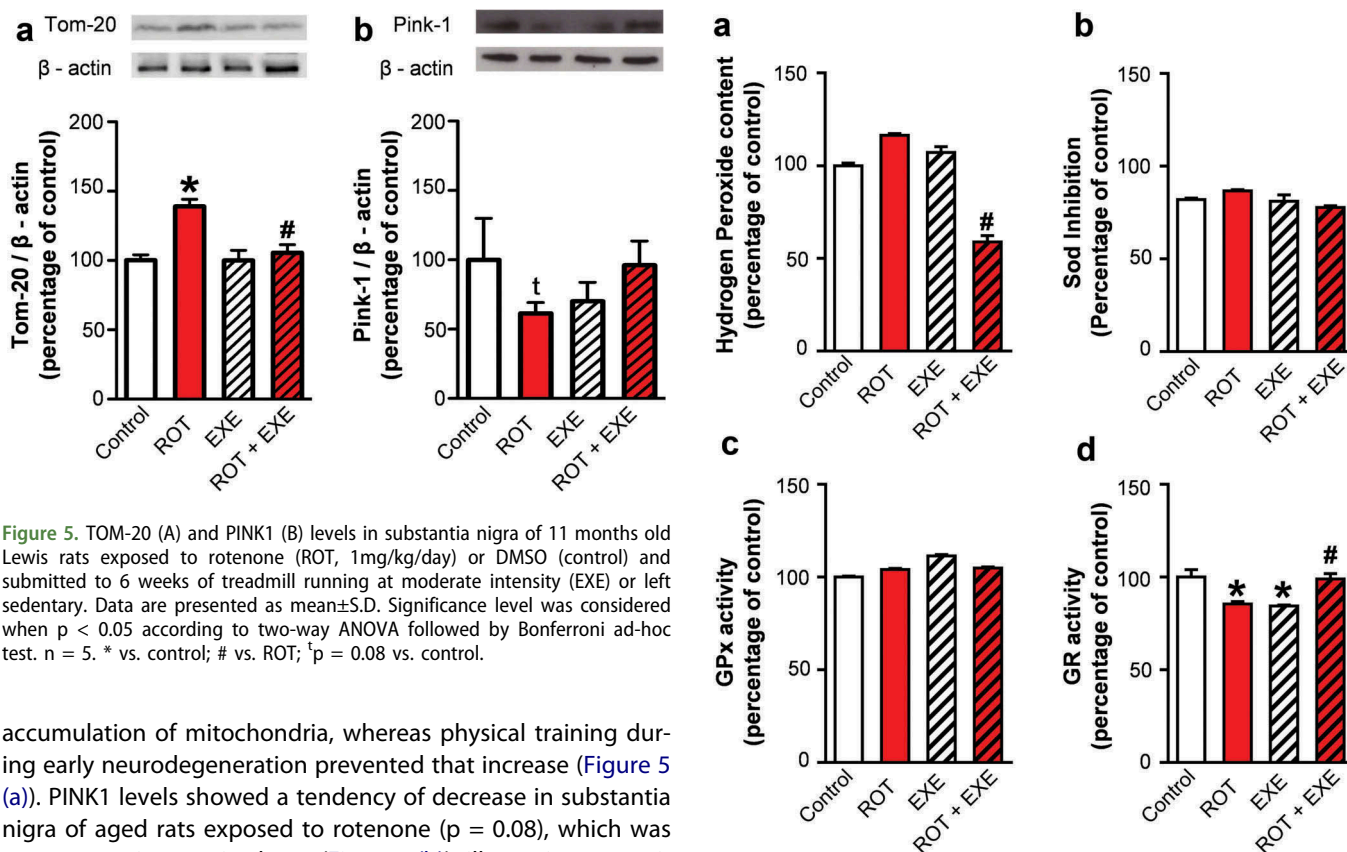 a Tom-20
β - actin
200
150
100
50
0
Tom-20 / β - actin
(percentage of control)
*
#
Control
ROT
EXE
ROT + EXE
b Pink-1
β - actin
200
150
100
50
0
Pink-1 / β - actin
(percentage of control)
t
Control
ROT
EXE
ROT + EXE
Figure 5. TOM-20 (A) and PINK1 (B) levels in substantia nigra of 11 months old
Lewis rats exposed to rotenone (ROT, 1mg/kg/day) or DMSO (control) and
submitted to 6 weeks of treadmill running at moderate intensity (EXE) or left
sedentary. Data are presented as mean±S.D. Significance level was considered
when p < 0.05 according to two-way ANOVA followed by Bonferroni ad-hoc
test. n = 5. * vs. control; # vs. ROT; ᵗp = 0.08 vs. control.
accumulation of mitochondria, whereas physical training dur-
ing early neurodegeneration prevented that increase (Figure 5
(a)). PINK1 levels showed a tendency of decrease in substantia
nigra of aged rats exposed to rotenone (p = 0.08), which was
a
150
100
50
0
Hydrogen Peroxide content
(percentage of control)
#
Control
ROT
EXE
ROT + EXE
b
150
100
50
0
Sod Inhibition
(Percentage of control)
Control
ROT
EXE
ROT + EXE
c
150
100
50
0
GPx activity
(percentage of control)
Control
ROT
EXE
ROT + EXE
d
150
100
50
0
GR activity
(percentage of control)
*
*
#
Control
ROT
EXE
ROT + EXE